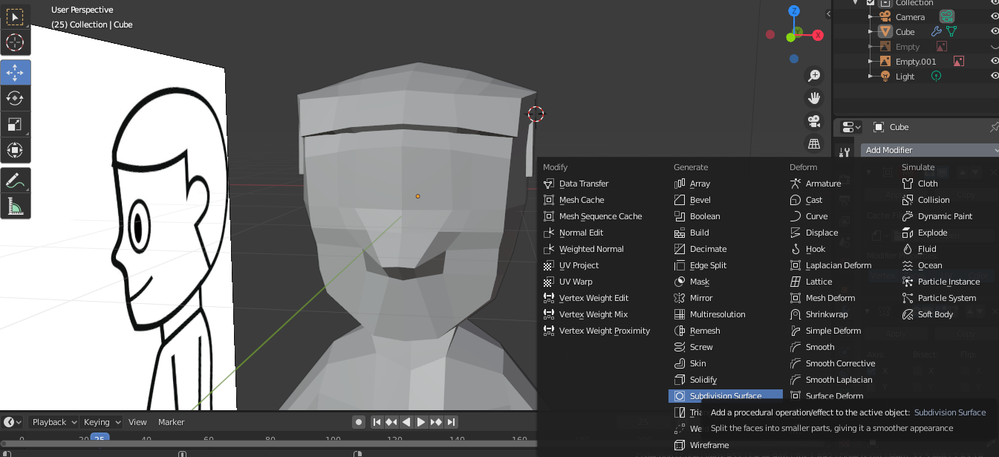 User Perspective
(25) Collection | Cube
Collection
Camera
Cube
Empty
Empty.001
Light
Cube
Add Modifier
Modify
Data Transfer
Mesh Cache
Mesh Sequence Cache
Normal Edit
Weighted Normal
UV Project
UV Warp
Vertex Weight Edit
Vertex Weight Mix
Vertex Weight Proximity
Generate
Array
Bevel
Boolean
Build
Decimate
Edge Split
Mask
Mirror
Multiresolution
Remesh
Screw
Skin
Solidify
Subdivision Surface
Tria
We
Wireframe
Deform
Armature
Cast
Curve
Displace
Hook
Laplacian Deform
Lattice
Mesh Deform
Shrinkwrap
Simple Deform
Smooth
Smooth Corrective
Smooth Laplacian
Surface Deform
Simulate
Cloth
Collision
Dynamic Paint
Explode
Fluid
Ocean
Particle Instance
Particle System
Soft Body
Add a procedural operation/effect to the active object: Subdivision Surface
Split the faces into smaller parts, giving it a smoother appearance
Playback Keying View Marker
0 20 25 80 100 120 140 160
X
Y
Z